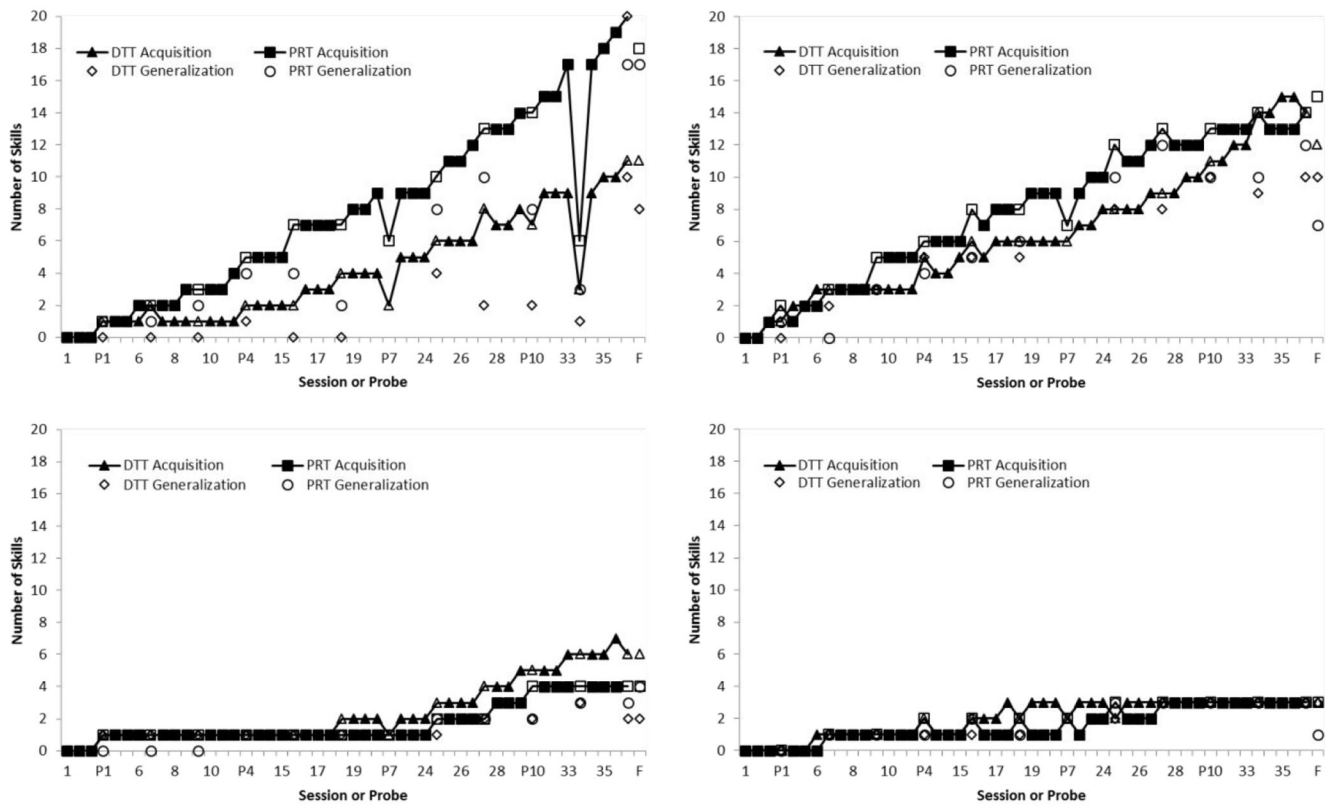 20
18
16
14
12
10
8
6
4
2
0
Number of Skills
DTT Acquisition PRT Acquisition
DTT Generalization PRT Generalization
1 P1 6 8 10 P4 15 17 19 P7 24 26 28 P10 33 35 F
Session or Probe
20
18
16
14
12
10
8
6
4
2
0
Number of Skills
DTT Acquisition PRT Acquisition
DTT Generalization PRT Generalization
1 P1 6 8 10 P4 15 17 19 P7 24 26 28 P10 33 35 F
Session or Probe
20
18
16
14
12
10
8
6
4
2
0
Number of Skills
DTT Acquisition PRT Acquisition
DTT Generalization PRT Generalization
1 P1 6 8 10 P4 15 17 19 P7 24 26 28 P10 33 35 F
Session or Probe
20
18
16
14
12
10
8
6
4
2
0
Number of Skills
DTT Acquisition PRT Acquisition
DTT Generalization PRT Generalization
1 P1 6 8 10 P4 15 17 19 P7 24 26 28 P10 33 35 F
Session or Probe